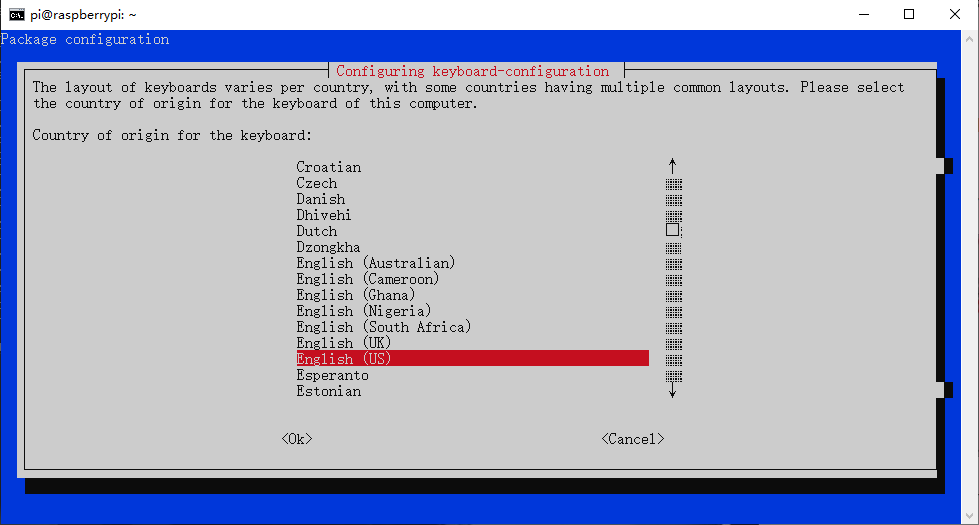 pi@raspberrypi: ~
Package configuration
Configuring keyboard-configuration
The layout of keyboards varies per country, with some countries having multiple common layouts. Please select
the country of origin for the keyboard of this computer.
Country of origin for the keyboard:
Croatian
Czech
Danish
Dhivehi
Dutch
Dzongkha
English (Australian)
English (Cameroon)
English (Ghana)
English (Nigeria)
English (South Africa)
English (UK)
English (US)
Esperanto
Estonian
<Ok> <Cancel>